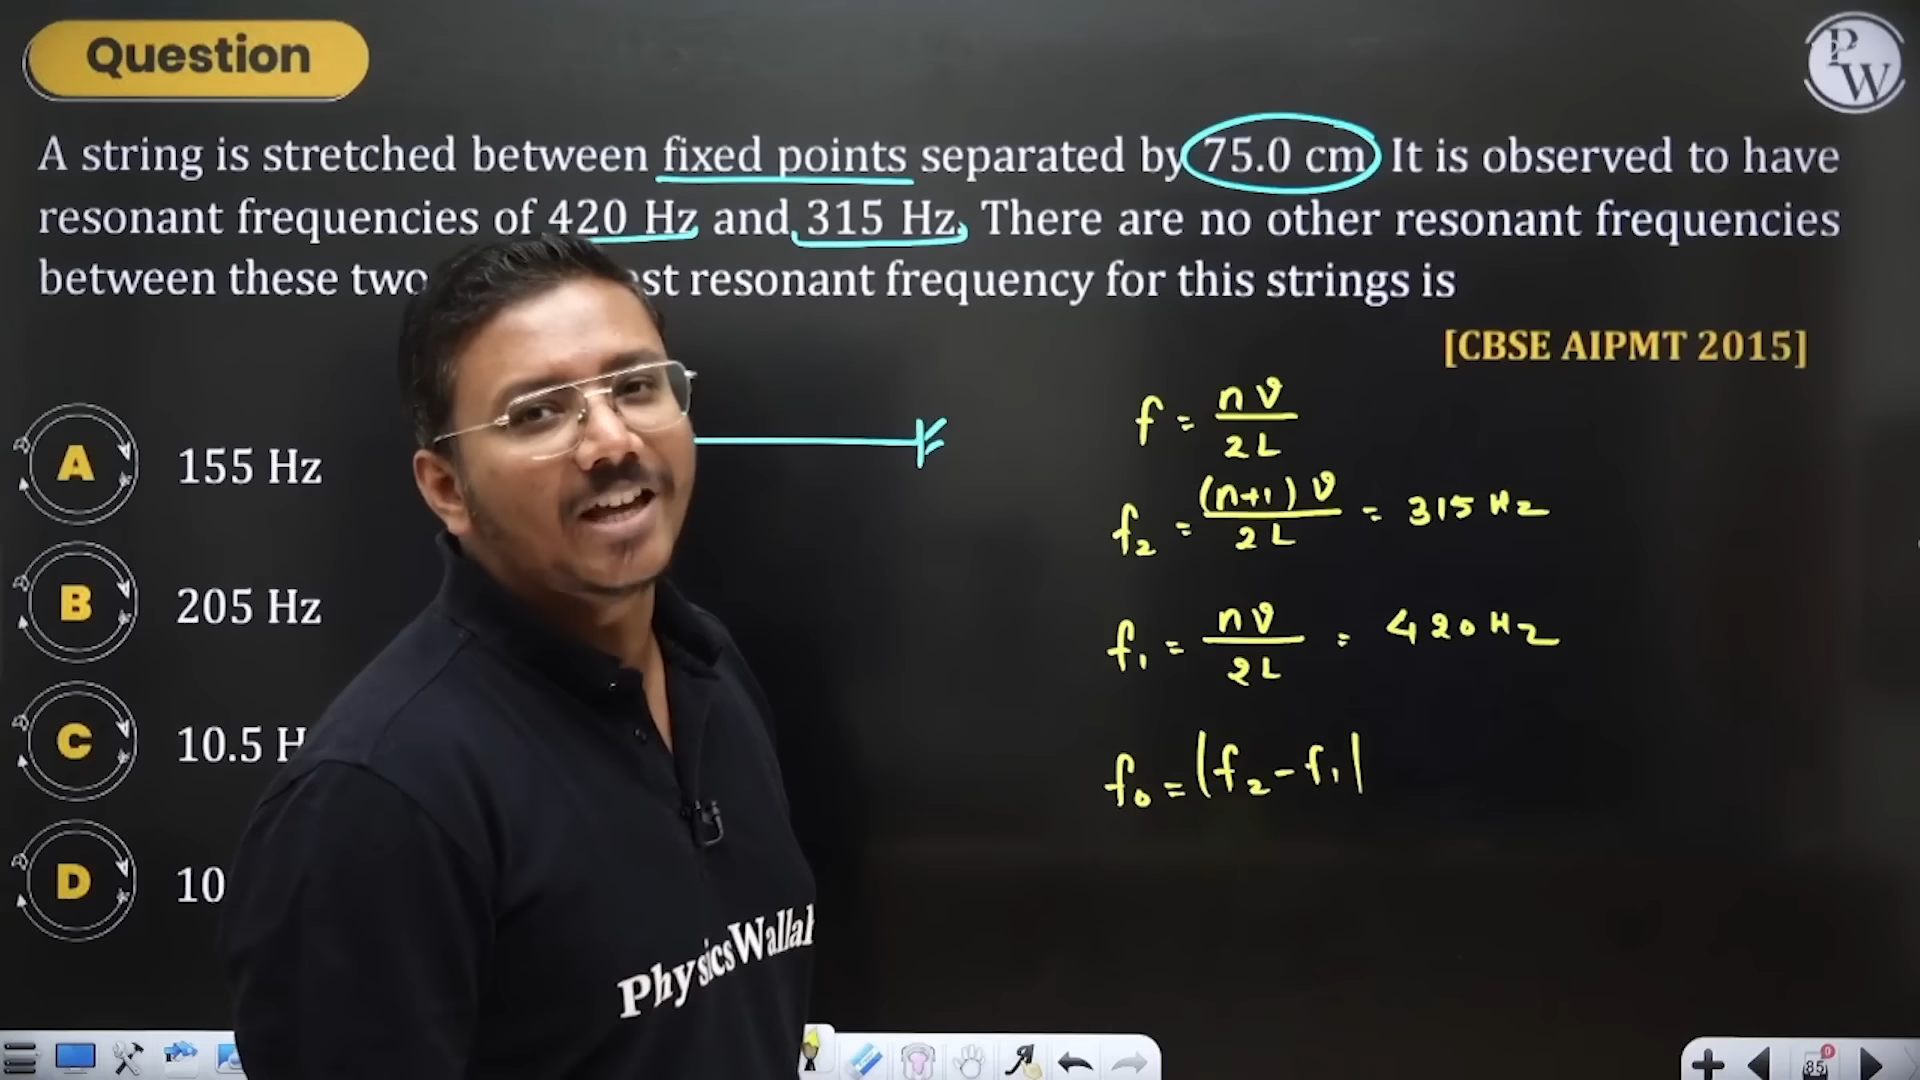 Question
PW
A string is stretched between fixed points separated by 75.0 cm. It is observed to have
resonant frequencies of 420 Hz and 315 Hz. There are no other resonant frequencies
between these two st resonant frequency for this strings is
[CBSE AIPMT 2015]
A 155 Hz
B 205 Hz
C 10.5 H
D 10
f = nv/2L
f₂ = (n+1)v/2L = 315 Hz
f₁ = nv/2L = 420 Hz
f₀ = |f₂-f₁|
PhysicsWallah
85
0